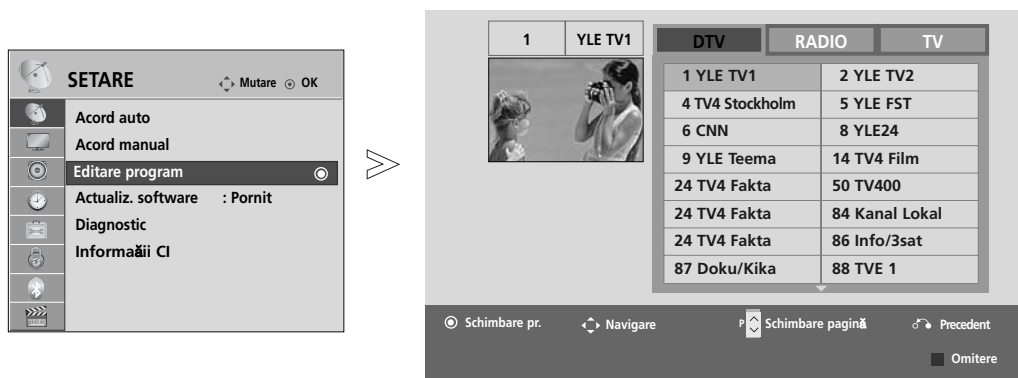 SETARE
Mutare OK
Acord auto
Acord manual
Editare program
Actualiz. software : Pornit
Diagnostic
Informaăii CI
1 YLE TV1
DTV RADIO TV
1 YLE TV1 2 YLE TV2
4 TV4 Stockholm 5 YLE FST
6 CNN 8 YLE24
9 YLE Teema 14 TV4 Film
24 TV4 Fakta 50 TV400
24 TV4 Fakta 84 Kanal Lokal
24 TV4 Fakta 86 Info/3sat
87 Doku/Kika 88 TVE 1
Schimbare pr. Navigare P Schimbare pagină Precedent
Omitere